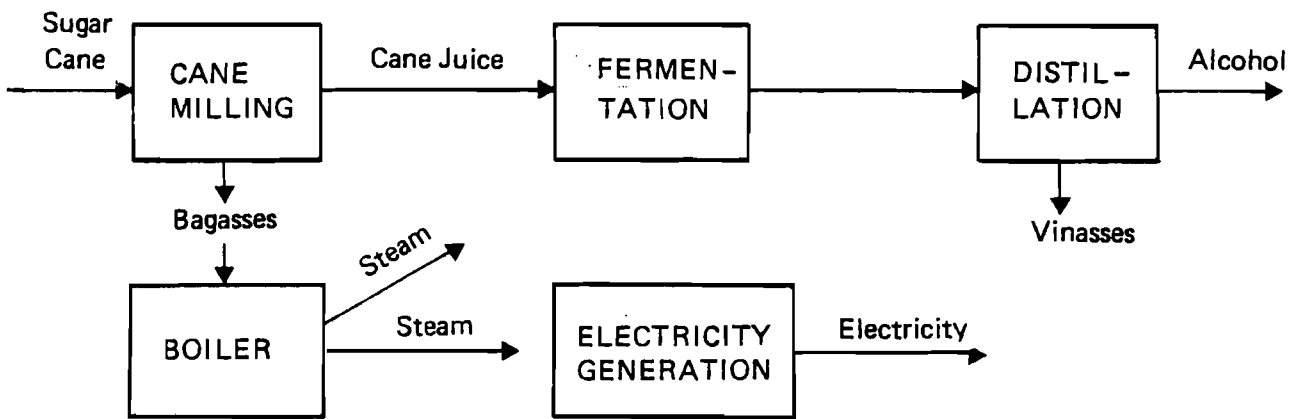 Sugar
Cane
CANE
MILLING
Cane Juice
FERMEN-
TATION
DISTIL-
LATION
Alcohol
Bagasses
Vinasses
BOILER
Steam
Steam
ELECTRICITY
GENERATION
Electricity